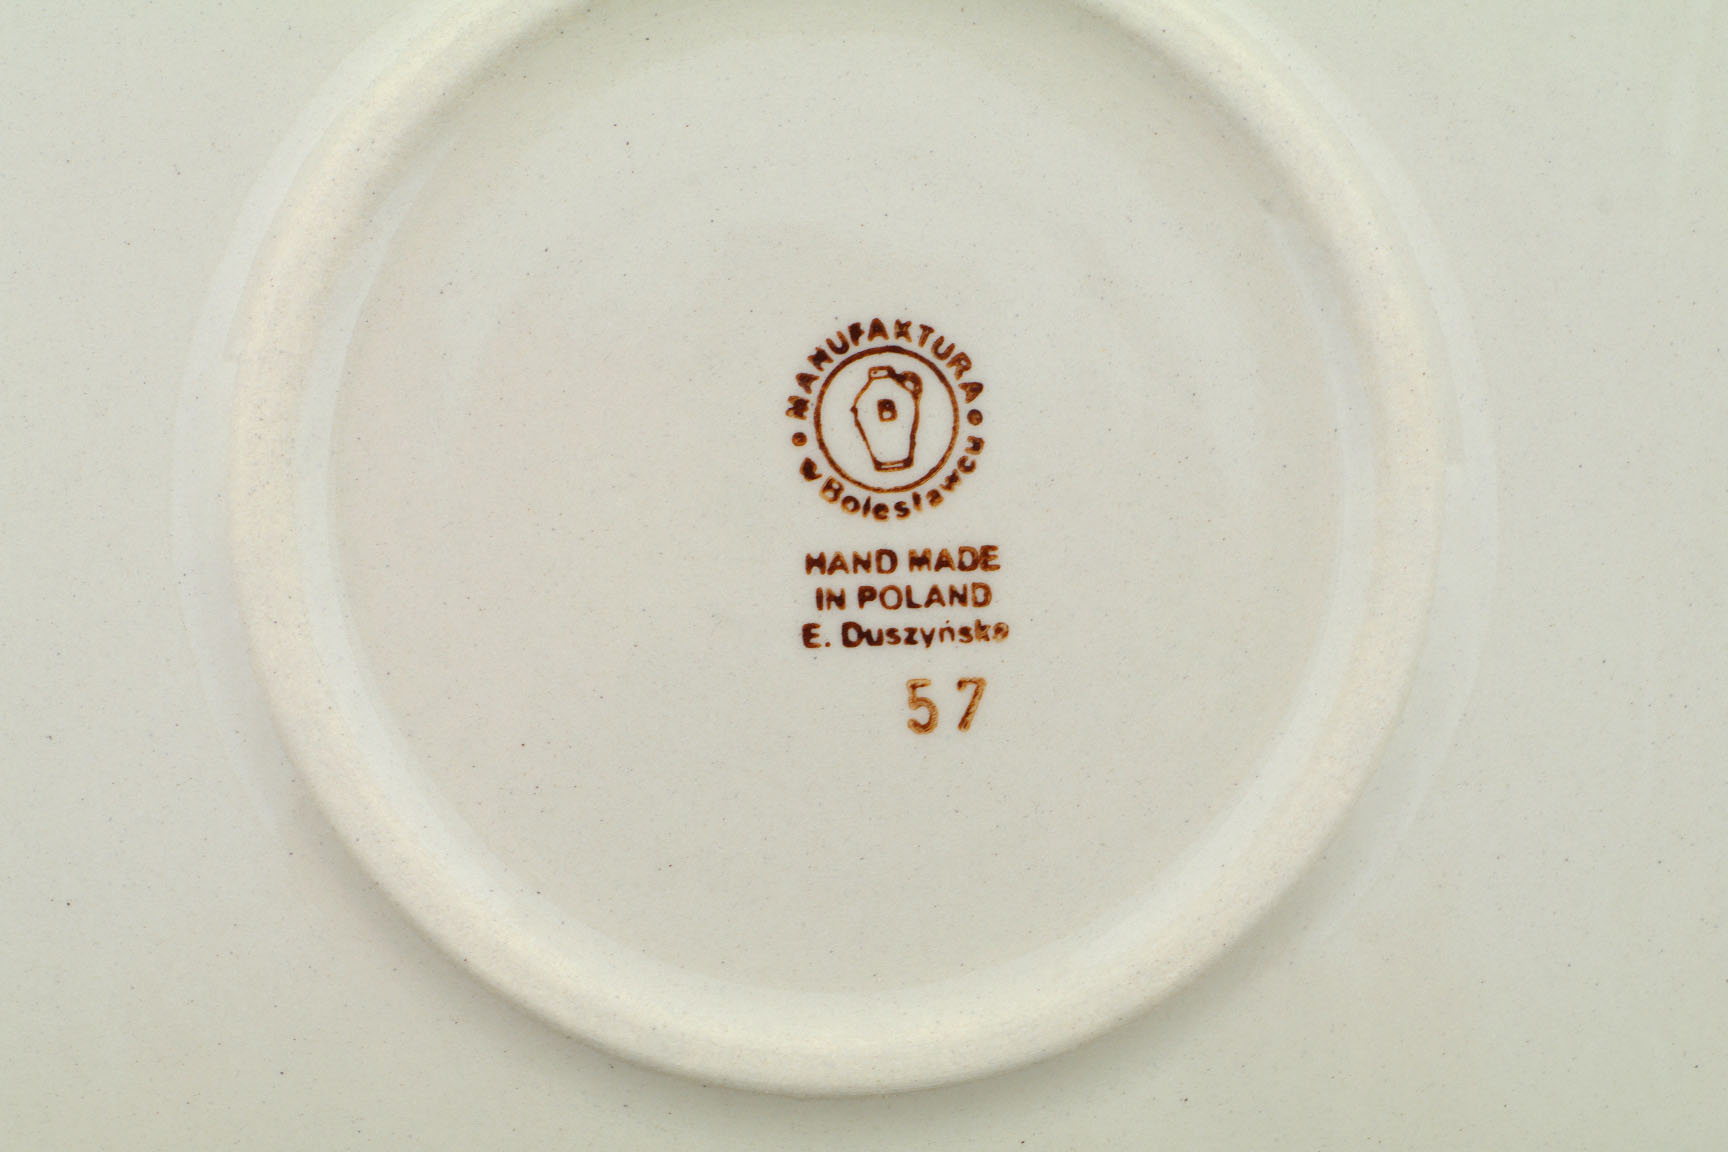 MANUFAKTURA
w Bolesławcu
B
HAND MADE
IN POLAND
E. Duszyńska
57